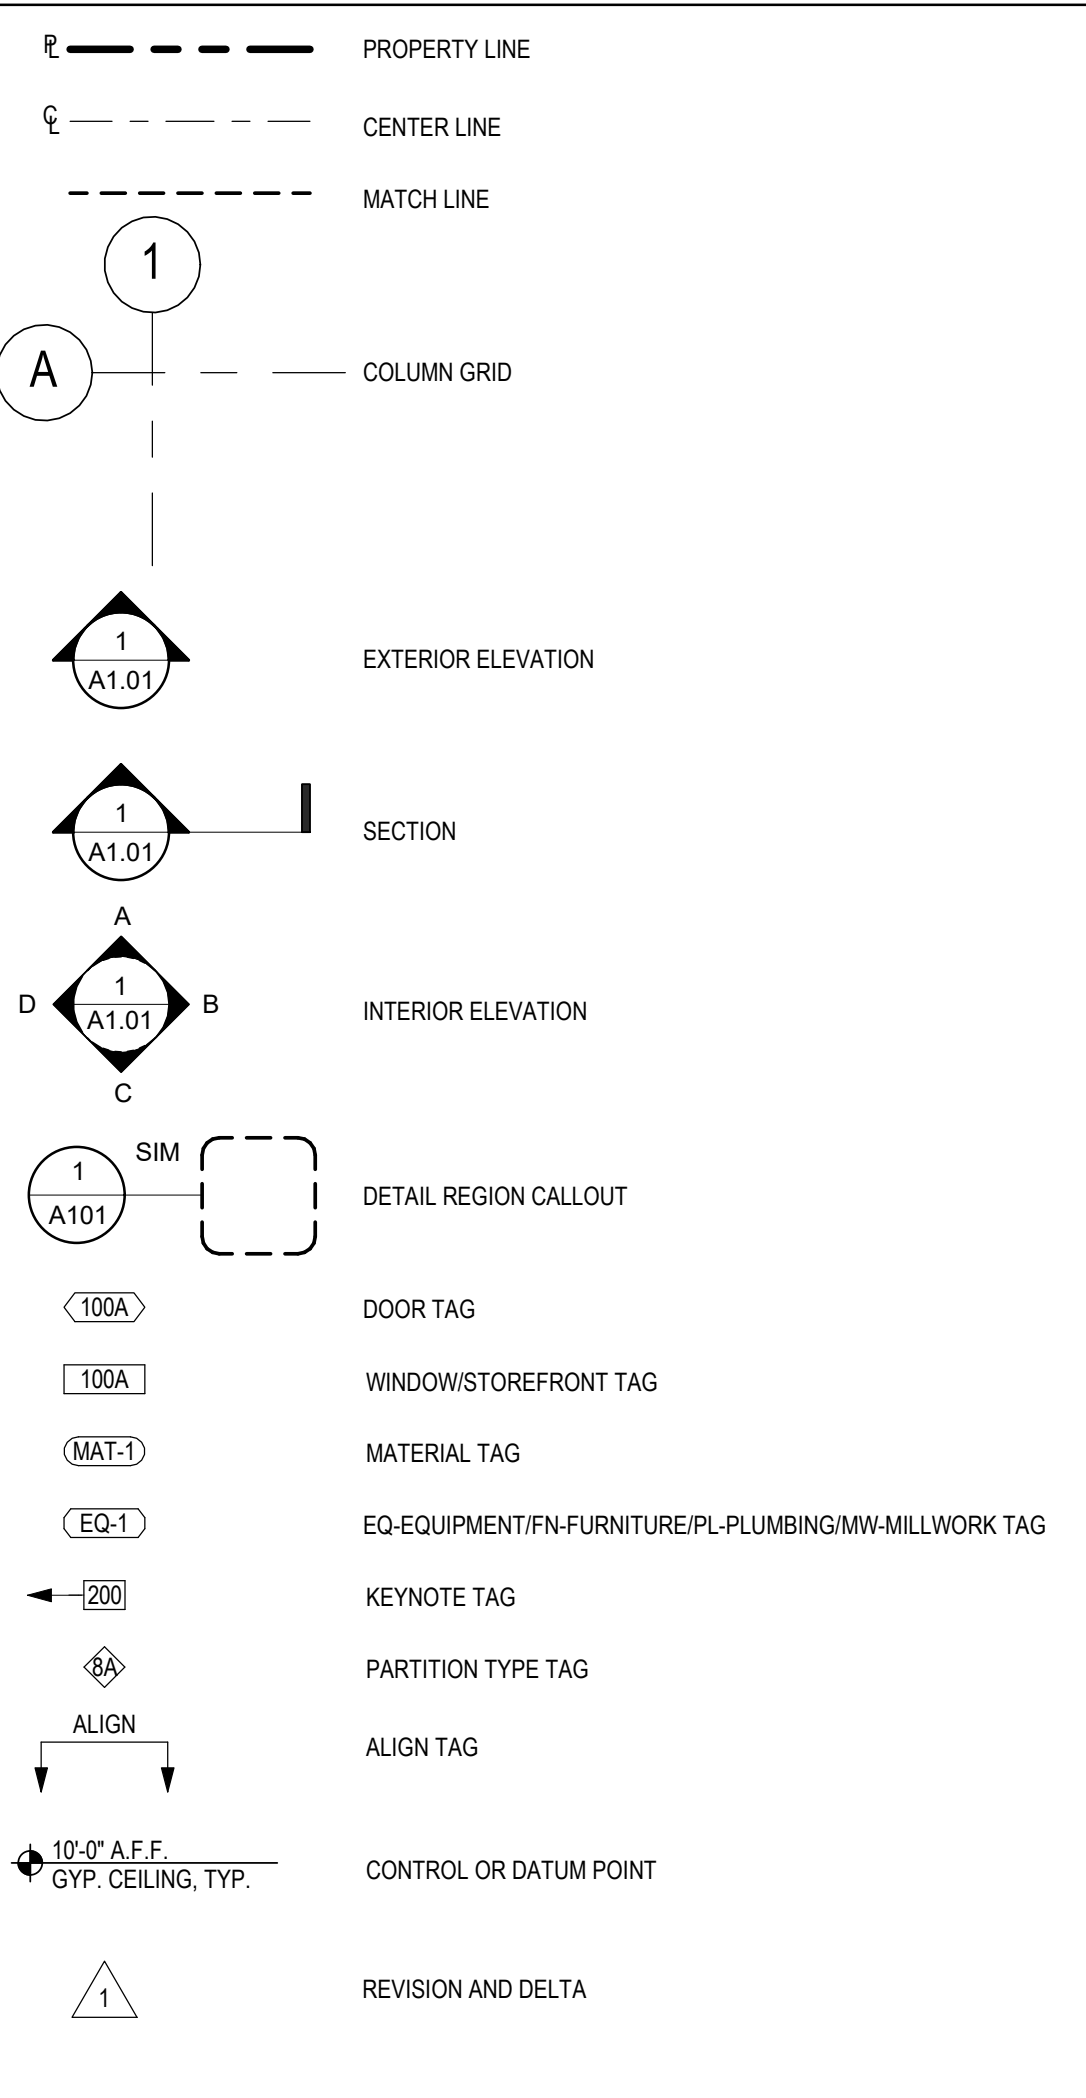 ℄ PROPERTY LINE
℄ CENTER LINE
MATCH LINE
1
A COLUMN GRID
1
A1.01
EXTERIOR ELEVATION
1
A1.01
SECTION
A
D 1 B
A1.01
INTERIOR ELEVATION
C
SIM
1
A101
DETAIL REGION CALLOUT
100A DOOR TAG
100A WINDOW/STOREFRONT TAG
MAT-1 MATERIAL TAG
EQ-1 EQ-EQUIPMENT/FN-FURNITURE/PL-PLUMBING/MW-MILLWORK TAG
200 KEYNOTE TAG
8A PARTITION TYPE TAG
ALIGN
ALIGN TAG
10'-0" A.F.F.
GYP. CEILING, TYP.
CONTROL OR DATUM POINT
1 REVISION AND DELTA